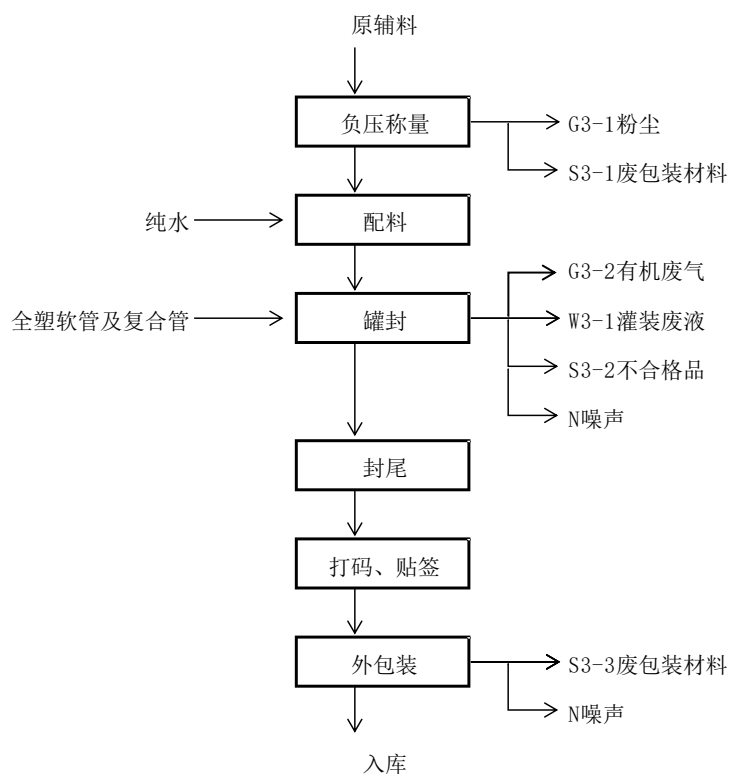 原辅料
负压称量
G3-1粉尘
S3-1废包装材料
纯水
配料
G3-2有机废气
全塑软管及复合管
罐封
W3-1灌装废液
S3-2不合格品
N噪声
封尾
打码、贴签
外包装
S3-3废包装材料
N噪声
入库